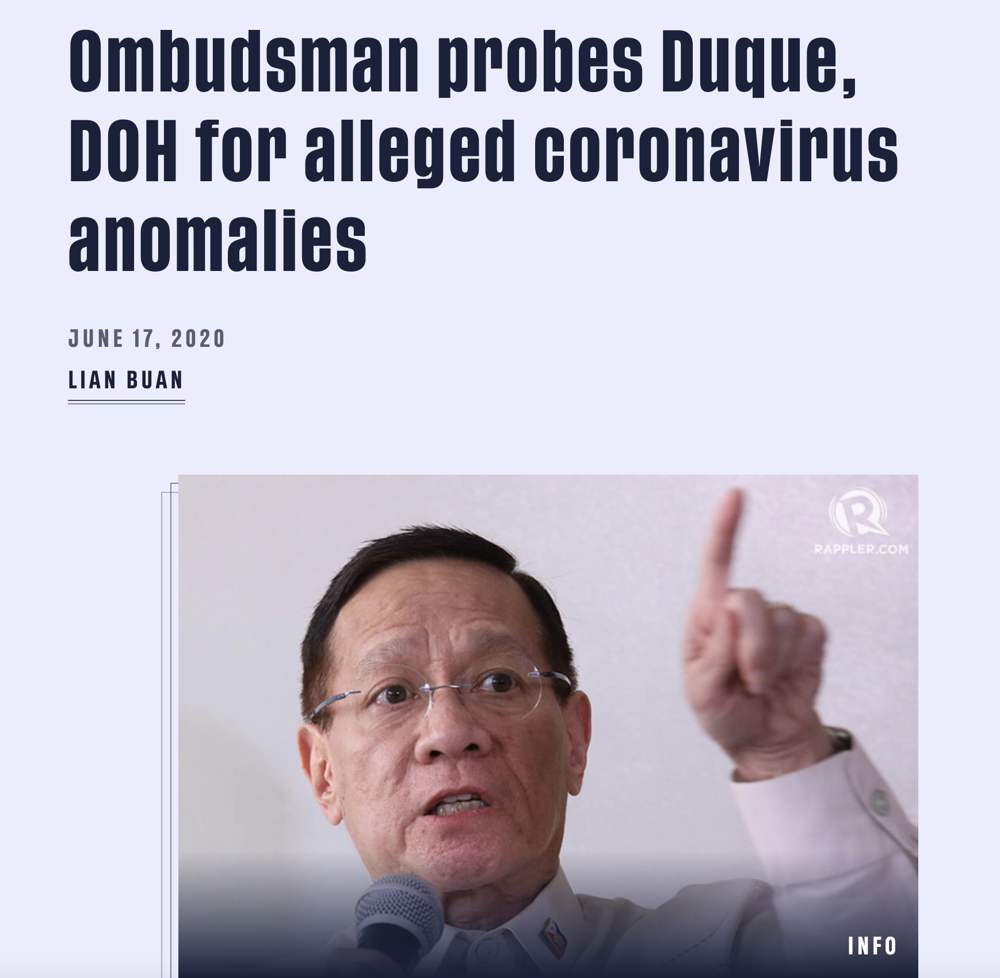 Ombudsman probes Duque,
DOH for alleged coronavirus
anomalies
JUNE 17, 2020
LIAN BUAN
R
RAPPLER.COM
INFO